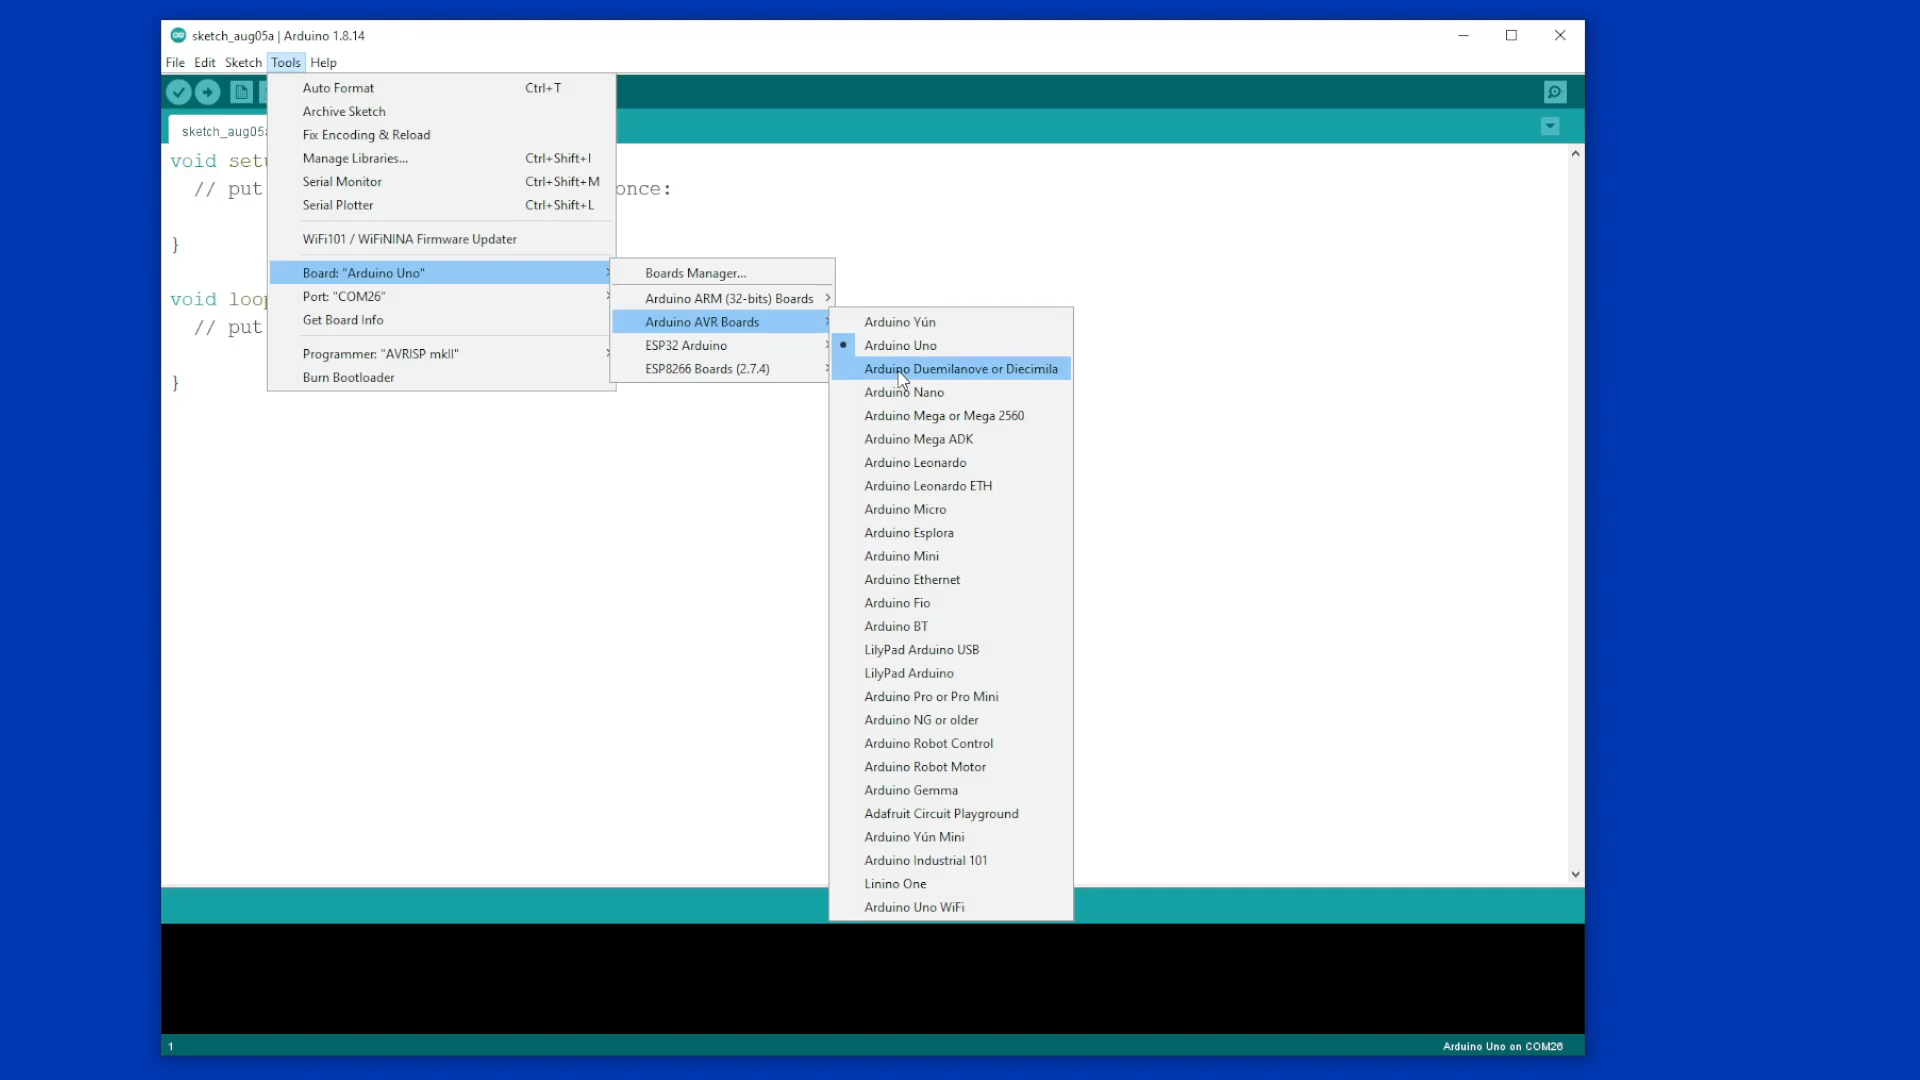 sketch_aug05a | Arduino 1.8.14
File Edit Sketch Tools Help
Auto Format Ctrl+T
Archive Sketch
Fix Encoding & Reload
Manage Libraries... Ctrl+Shift+I
Serial Monitor Ctrl+Shift+M
Serial Plotter Ctrl+Shift+L
WiFi101 / WiFiNINA Firmware Updater
Board: "Arduino Uno"
Port: "COM26"
Get Board Info
Programmer: "AVRISP mkII"
Burn Bootloader
Boards Manager...
Arduino ARM (32-bits) Boards
Arduino AVR Boards
ESP32 Arduino
ESP8266 Boards (2.7.4)
Arduino Yún
Arduino Uno
Arduino Duemilanove or Diecimila
Arduino Nano
Arduino Mega or Mega 2560
Arduino Mega ADK
Arduino Leonardo
Arduino Leonardo ETH
Arduino Micro
Arduino Esplora
Arduino Mini
Arduino Ethernet
Arduino Fio
Arduino BT
LilyPad Arduino USB
LilyPad Arduino
Arduino Pro or Pro Mini
Arduino NG or older
Arduino Robot Control
Arduino Robot Motor
Arduino Gemma
Adafruit Circuit Playground
Arduino Yún Mini
Arduino Industrial 101
Linino One
Arduino Uno WiFi
sketch_aug05a
void setu
// put once:
}
void loop
// put
}
1
Arduino Uno on COM26